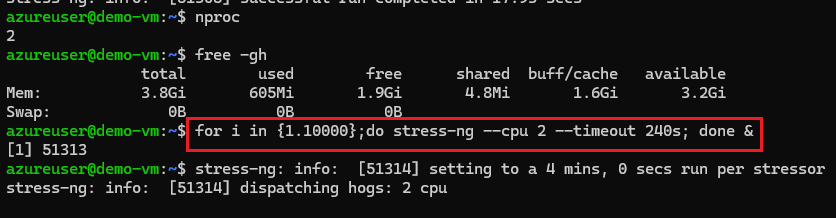 stress-ng: info:  [51313] successful run completed in 17.93 secs
azureuser@demo-vm:~$ nproc
2
azureuser@demo-vm:~$ free -gh
               total        used        free      shared  buff/cache   available
Mem:           3.8Gi       605Mi       1.9Gi       4.8Mi       1.6Gi       3.2Gi
Swap:             0B          0B          0B
azureuser@demo-vm:~$ for i in {1.10000};do stress-ng --cpu 2 --timeout 240s; done &
[1] 51313
azureuser@demo-vm:~$ stress-ng: info:  [51314] setting to a 4 mins, 0 secs run per stressor
stress-ng: info:  [51314] dispatching hogs: 2 cpu